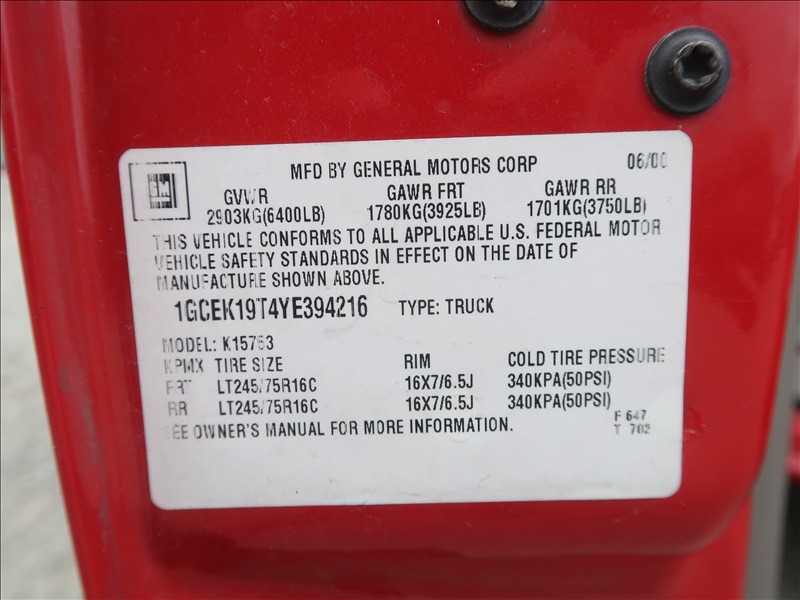 GM
MFD BY GENERAL MOTORS CORP 06/00
GVWR GAWR FRT GAWR RR
2903KG(6400LB) 1780KG(3925LB) 1701KG(3750LB)
THIS VEHICLE CONFORMS TO ALL APPLICABLE U.S. FEDERAL MOTOR
VEHICLE SAFETY STANDARDS IN EFFECT ON THE DATE OF
MANUFACTURE SHOWN ABOVE.
1GCEK19T4YE394216 TYPE: TRUCK
MODEL: K15753
TIRE SIZE RIM COLD TIRE PRESSURE
FRT LT245/75R16C 16X7/6.5J 340KPA(50PSI)
RR LT245/75R16C 16X7/6.5J 340KPA(50PSI)
SEE OWNER'S MANUAL FOR MORE INFORMATION.
F 647
T 702